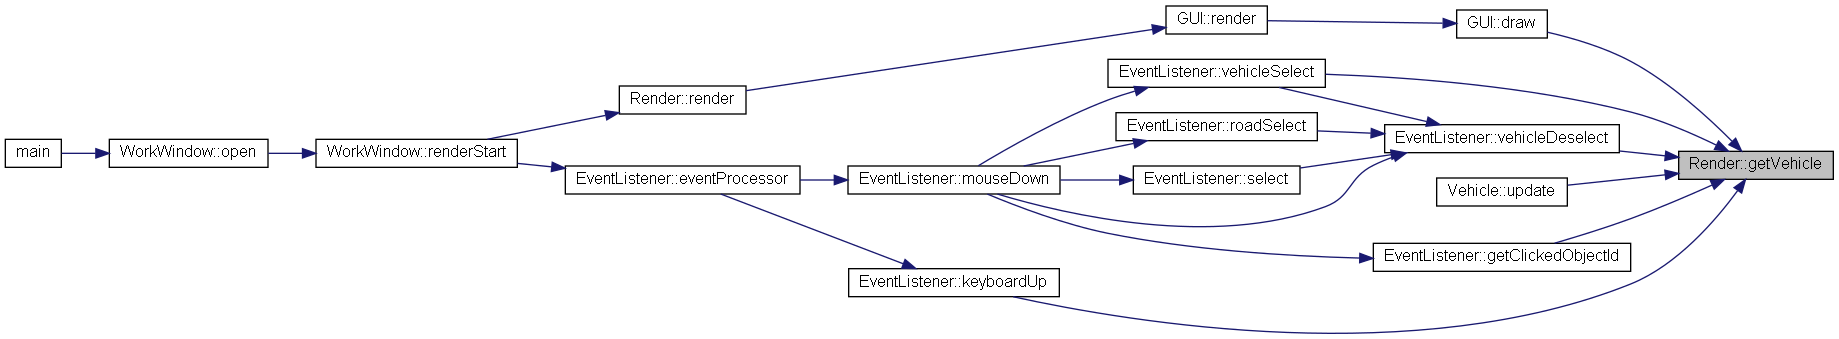 GUI::render
GUI::draw
EventListener::vehicleSelect
Render::render
EventListener::roadSelect
EventListener::vehicleDeselect
main
WorkWindow::open
WorkWindow::renderStart
Render::getVehicle
EventListener::eventProcessor
EventListener::mouseDown
EventListener::select
Vehicle::update
EventListener::getClickedObjectId
EventListener::keyboardUp